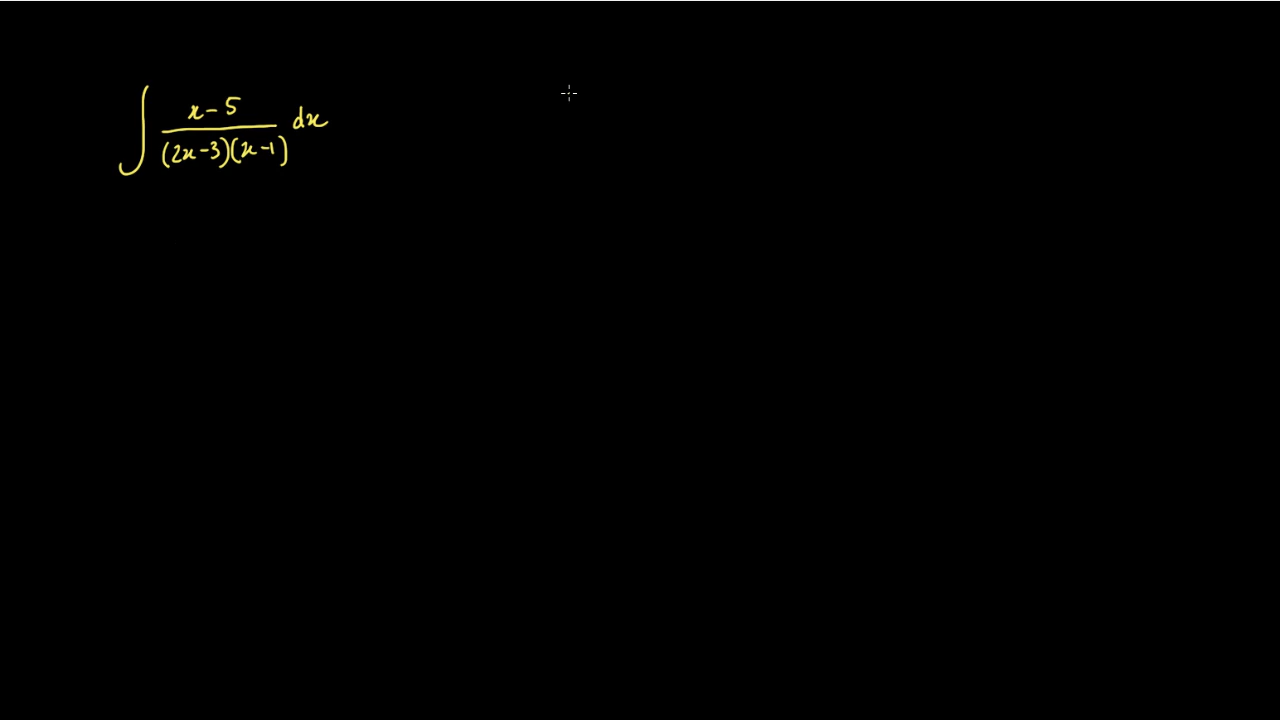 ∫ (x-5)/((2x-3)(x-1)) dx